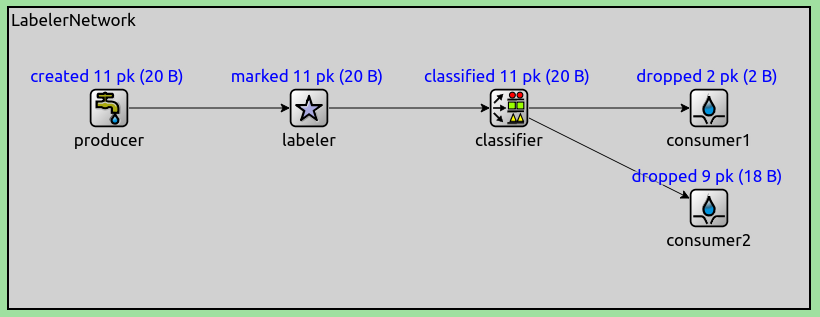 LabelerNetwork
created 11 pk (20 B)
marked 11 pk (20 B)
classified 11 pk (20 B)
dropped 2 pk (2 B)
producer
labeler
classifier
consumer1
dropped 9 pk (18 B)
consumer2